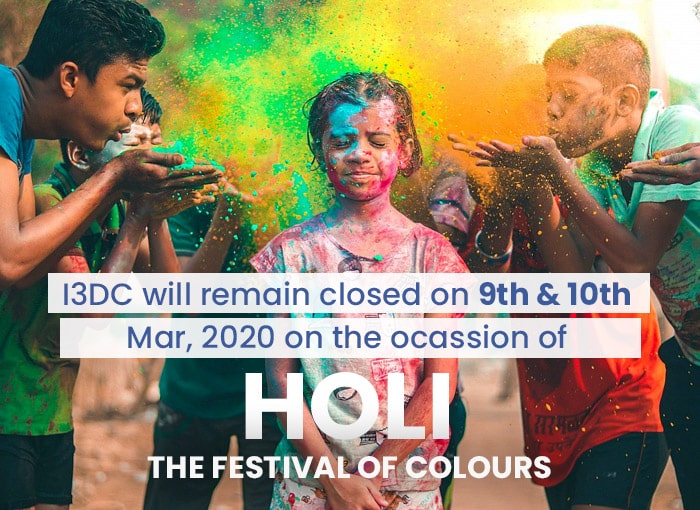 I3DC will remain closed on 9th & 10th
Mar, 2020 on the ocassion of
HOLI
THE FESTIVAL OF COLOURS